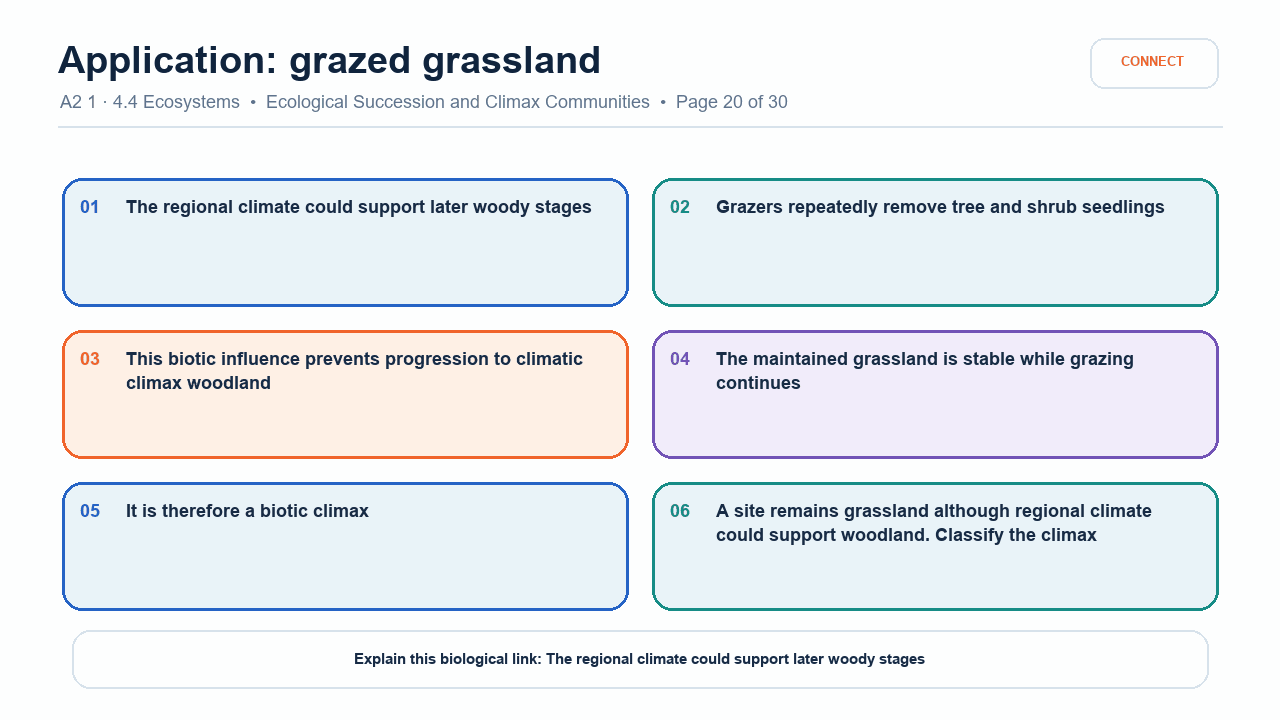 Application: grazed grassland
CONNECT
A2 1 · 4.4 Ecosystems • Ecological Succession and Climax Communities • Page 20 of 30
01 The regional climate could support later woody stages
02 Grazers repeatedly remove tree and shrub seedlings
03 This biotic influence prevents progression to climatic
climax woodland
04 The maintained grassland is stable while grazing
continues
05 It is therefore a biotic climax
06 A site remains grassland although regional climate
could support woodland. Classify the climax
Explain this biological link: The regional climate could support later woody stages